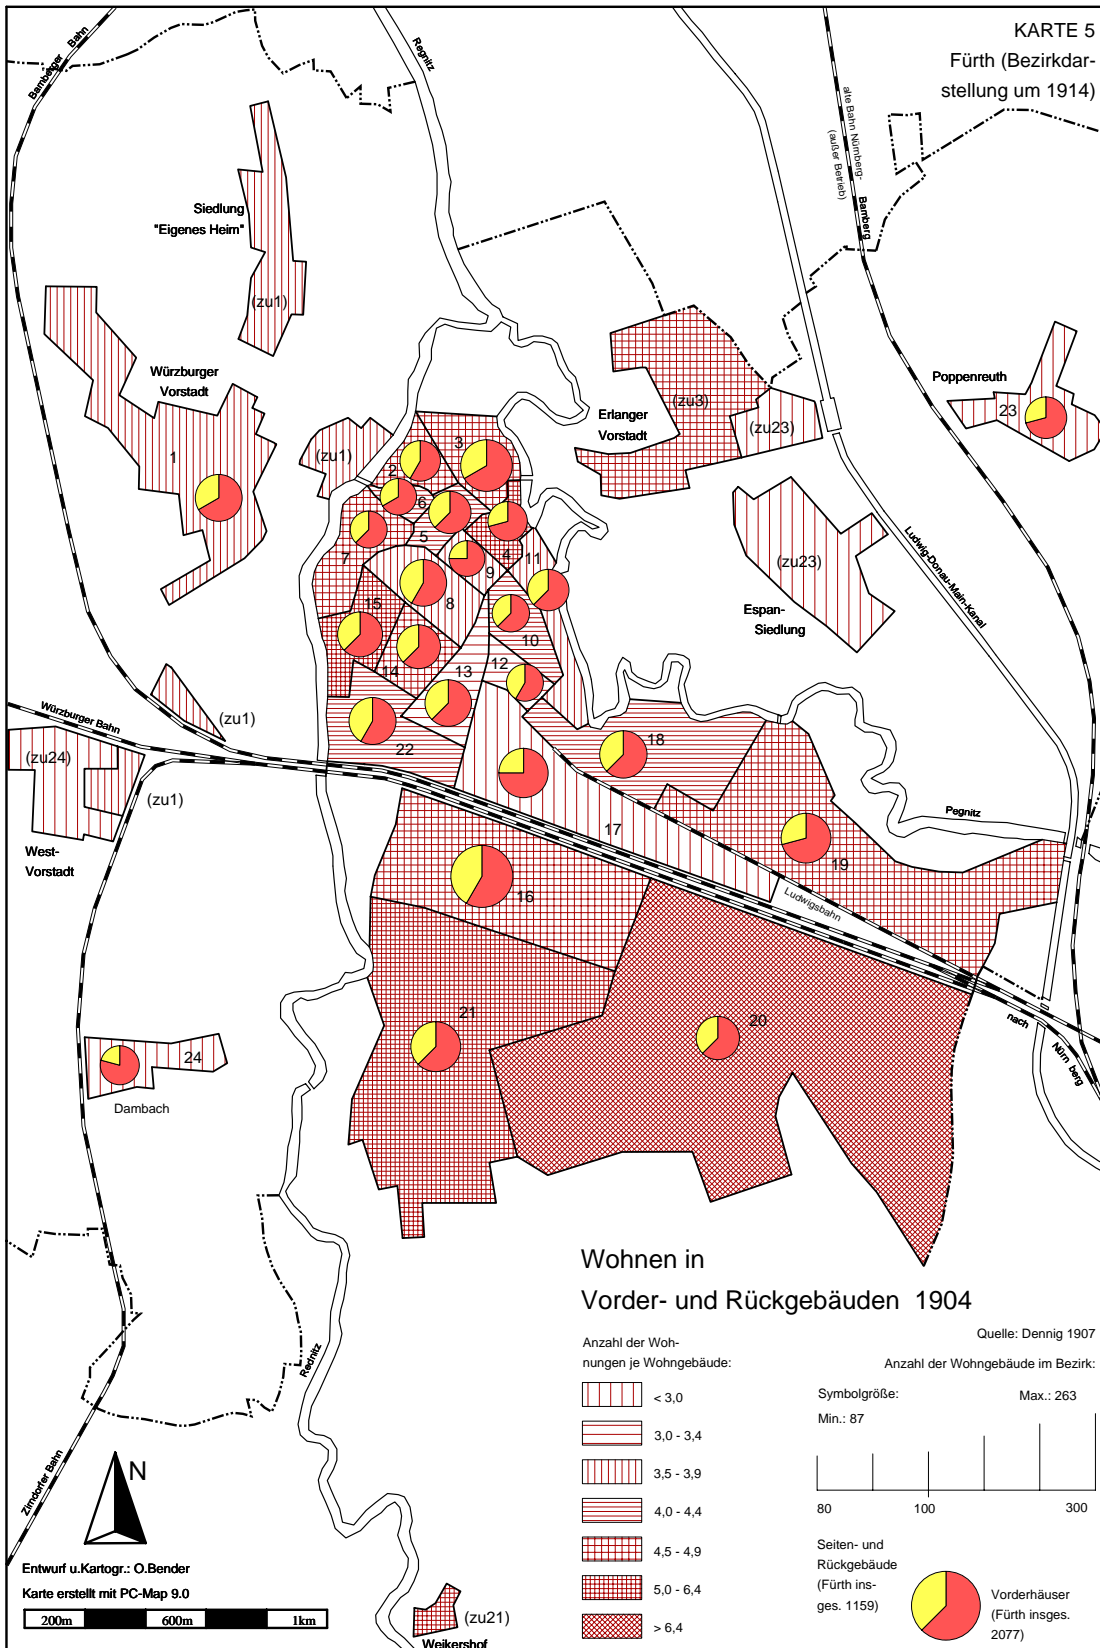 KARTE 5
Fürth (Bezirkdar-
stellung um 1914)
Bamberger Bahn
Regnitz
alte Bahn Nürnberg-
(außer Betrieb)
Bamberg
Siedlung
"Eigenes Heim"
(zu1)
Würzburger
Vorstadt
1
(zu1)
Erlanger
Vorstadt
(zu3)
(zu23)
Poppenreuth
23
(zu23)
Espan-
Siedlung
Ludwig-Donau-Main-Kanal
2
3
4
5
6
7
8
9
10
11
12
13
14
15
22
18
17
19
16
21
20
Würzburger Bahn
(zu1)
(zu24)
(zu1)
West-
Vorstadt
Pegnitz
Ludwigsbahn
nach
Nürn berg
24
Dambach
Rednitz
Zirndorfer Bahn
Wohnen in
Vorder- und Rückgebäuden 1904
Quelle: Dennig 1907
Anzahl der Woh-
nungen je Wohngebäude:
< 3,0
3,0 - 3,4
3,5 - 3,9
4,0 - 4,4
4,5 - 4,9
5,0 - 6,4
> 6,4
Anzahl der Wohngebäude im Bezirk:
Symbolgröße:
Max.: 263
Min.: 87
80
100
300
Seiten- und
Rückgebäude
(Fürth ins-
ges. 1159)
Vorderhäuser
(Fürth insges.
2077)
N
Entwurf u.Kartogr.: O.Bender
Karte erstellt mit PC-Map 9.0
200m 600m 1km
(zu21)
Weikershof